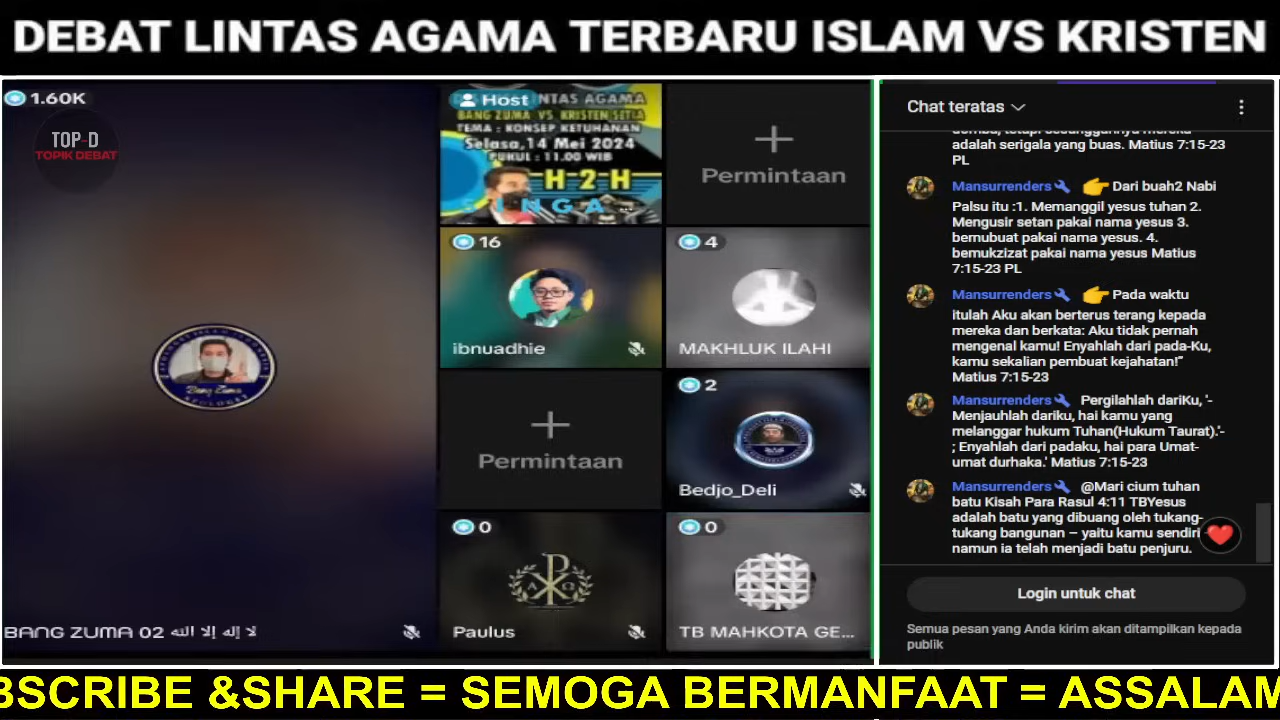 DEBAT LINTAS AGAMA TERBARU ISLAM VS KRISTEN
1.60K
TOP-D
TOPIK DEBAT
Host
NTAS AGAMA
BANG ZUMA VS KRISTEN SETIA
TEMA : KONSEP KETUHANAN
Selasa,14 Mei 2024
PUKUL : 11.00 WIB
H2H
Permintaan
16
ibnuadhie
4
MAKHLUK ILAHI
Permintaan
2
Bedjo_Deli
0
Paulus
0
TB MAHKOTA GE...
Bang Zuma
BANG ZUMA 02 لا إله إلا الله
Chat teratas
adalah serigala yang buas. Matius 7:15-23
PL
Mansurrenders 👉 Dari buah2 Nabi
Palsu itu :1. Memanggil yesus tuhan 2.
Mengusir setan pakai nama yesus 3.
bernubuat pakai nama yesus. 4.
bemukzizat pakai nama yesus Matius
7:15-23 PL
Mansurrenders 👉 Pada waktu
itulah Aku akan berterus terang kepada
mereka dan berkata: Aku tidak pernah
mengenal kamu! Enyahlah dari pada-Ku,
kamu sekalian pembuat kejahatan!"
Matius 7:15-23
Mansurrenders Pergilahlah dariKu, '-
Menjauhlah dariku, hai kamu yang
melanggar hukum Tuhan(Hukum Taurat).'-
; Enyahlah dari padaku, hai para Umat-
umat durhaka.' Matius 7:15-23
Mansurrenders @Mari cium tuhan
batu Kisah Para Rasul 4:11 TBYesus
adalah batu yang dibuang oleh tukang-
tukang bangunan – yaitu kamu sendiri –
namun ia telah menjadi batu penjuru.
Login untuk chat
Semua pesan yang Anda kirim akan ditampilkan kepada
publik
BSCRIBE &SHARE = SEMOGA BERMANFAAT = ASSALAM